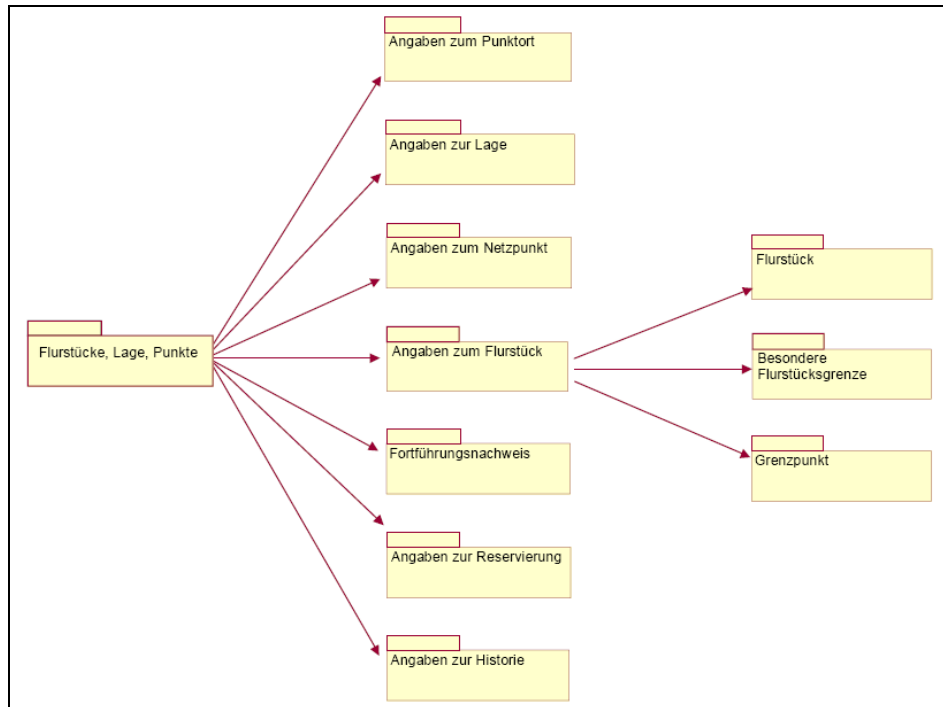 Angaben zum Punktort
Angaben zur Lage
Angaben zum Netzpunkt
Flurstücke, Lage, Punkte
Angaben zum Flurstück
Fortführungsnachweis
Angaben zur Reservierung
Angaben zur Historie
Flurstück
Besondere
Flurstücksgrenze
Grenzpunkt